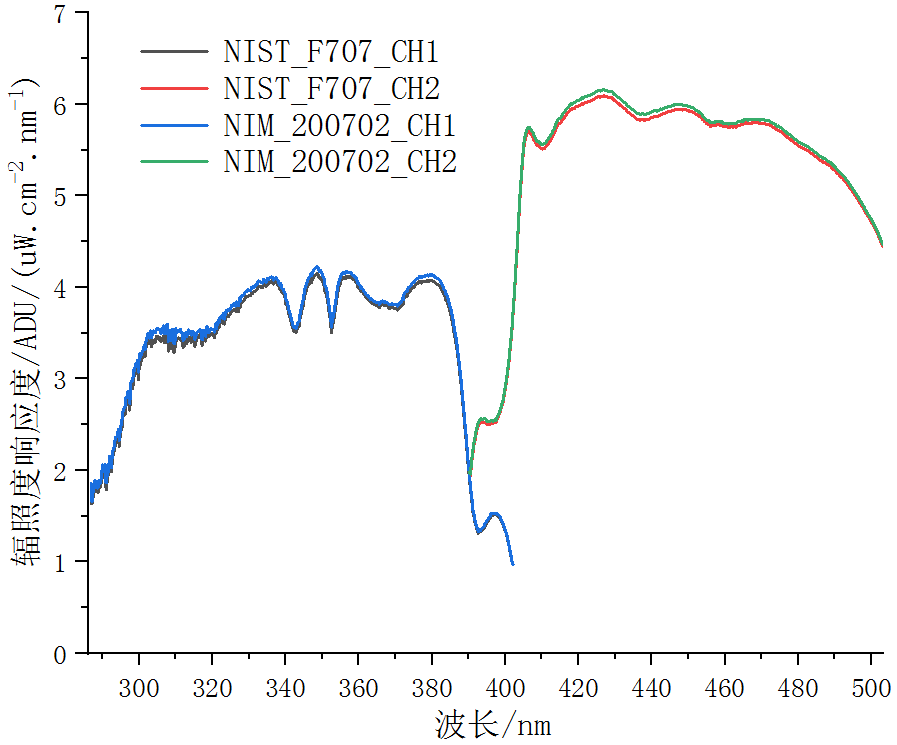 NIST_F707_CH1
NIST_F707_CH2
NIM_200702_CH1
NIM_200702_CH2
辐照度响应度/ADU/(uW.cm⁻².nm⁻¹)
7
6
5
4
3
2
1
0
300 320 340 360 380 400 420 440 460 480 500
波长/nm